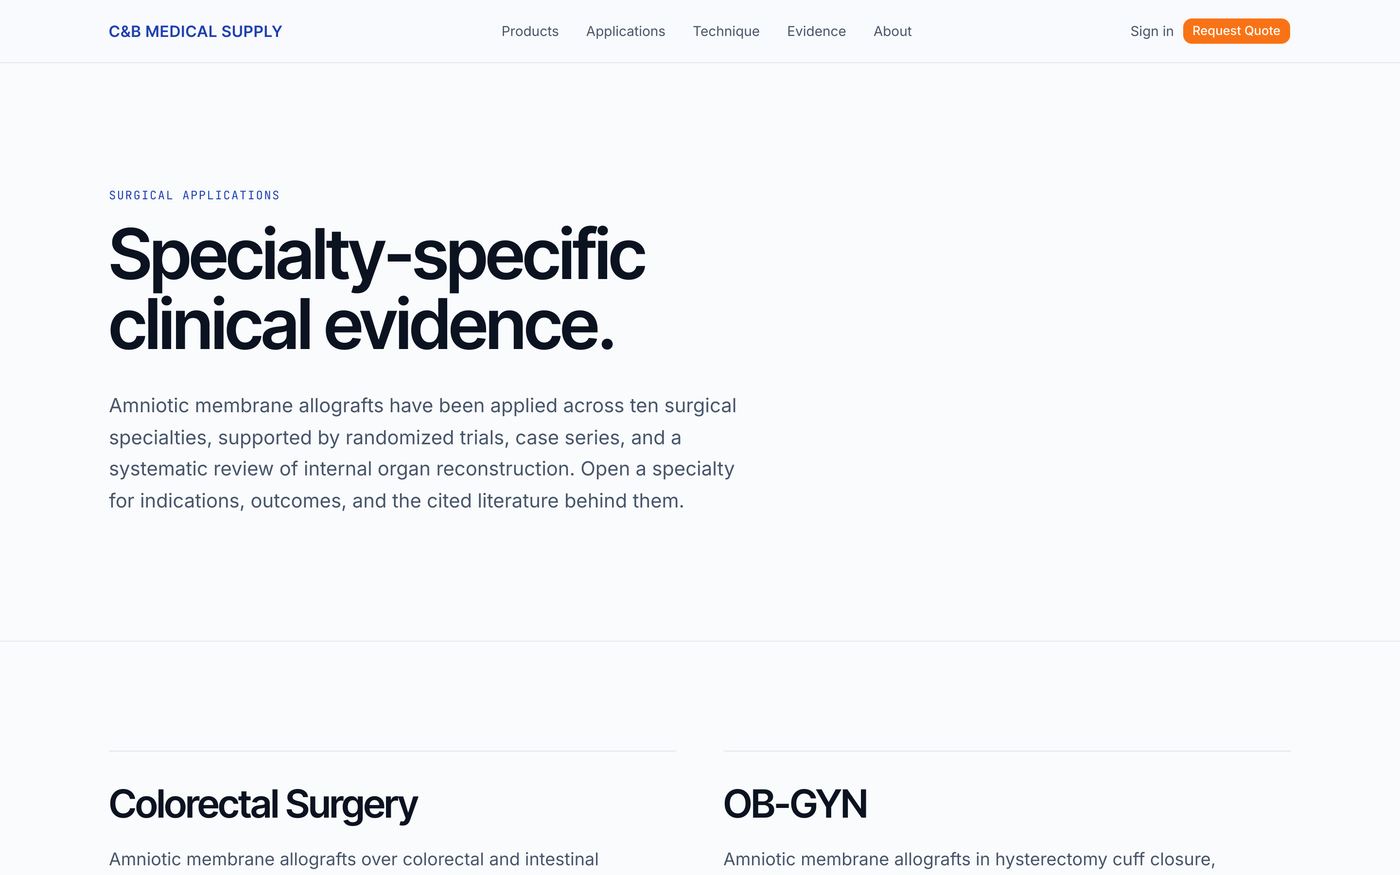 C&B MEDICAL SUPPLY
Products
Applications
Technique
Evidence
About
Sign in
Request Quote
SURGICAL APPLICATIONS
Specialty-specific
clinical evidence.
Amniotic membrane allografts have been applied across ten surgical
specialties, supported by randomized trials, case series, and a
systematic review of internal organ reconstruction. Open a specialty
for indications, outcomes, and the cited literature behind them.
Colorectal Surgery
Amniotic membrane allografts over colorectal and intestinal
OB-GYN
Amniotic membrane allografts in hysterectomy cuff closure,